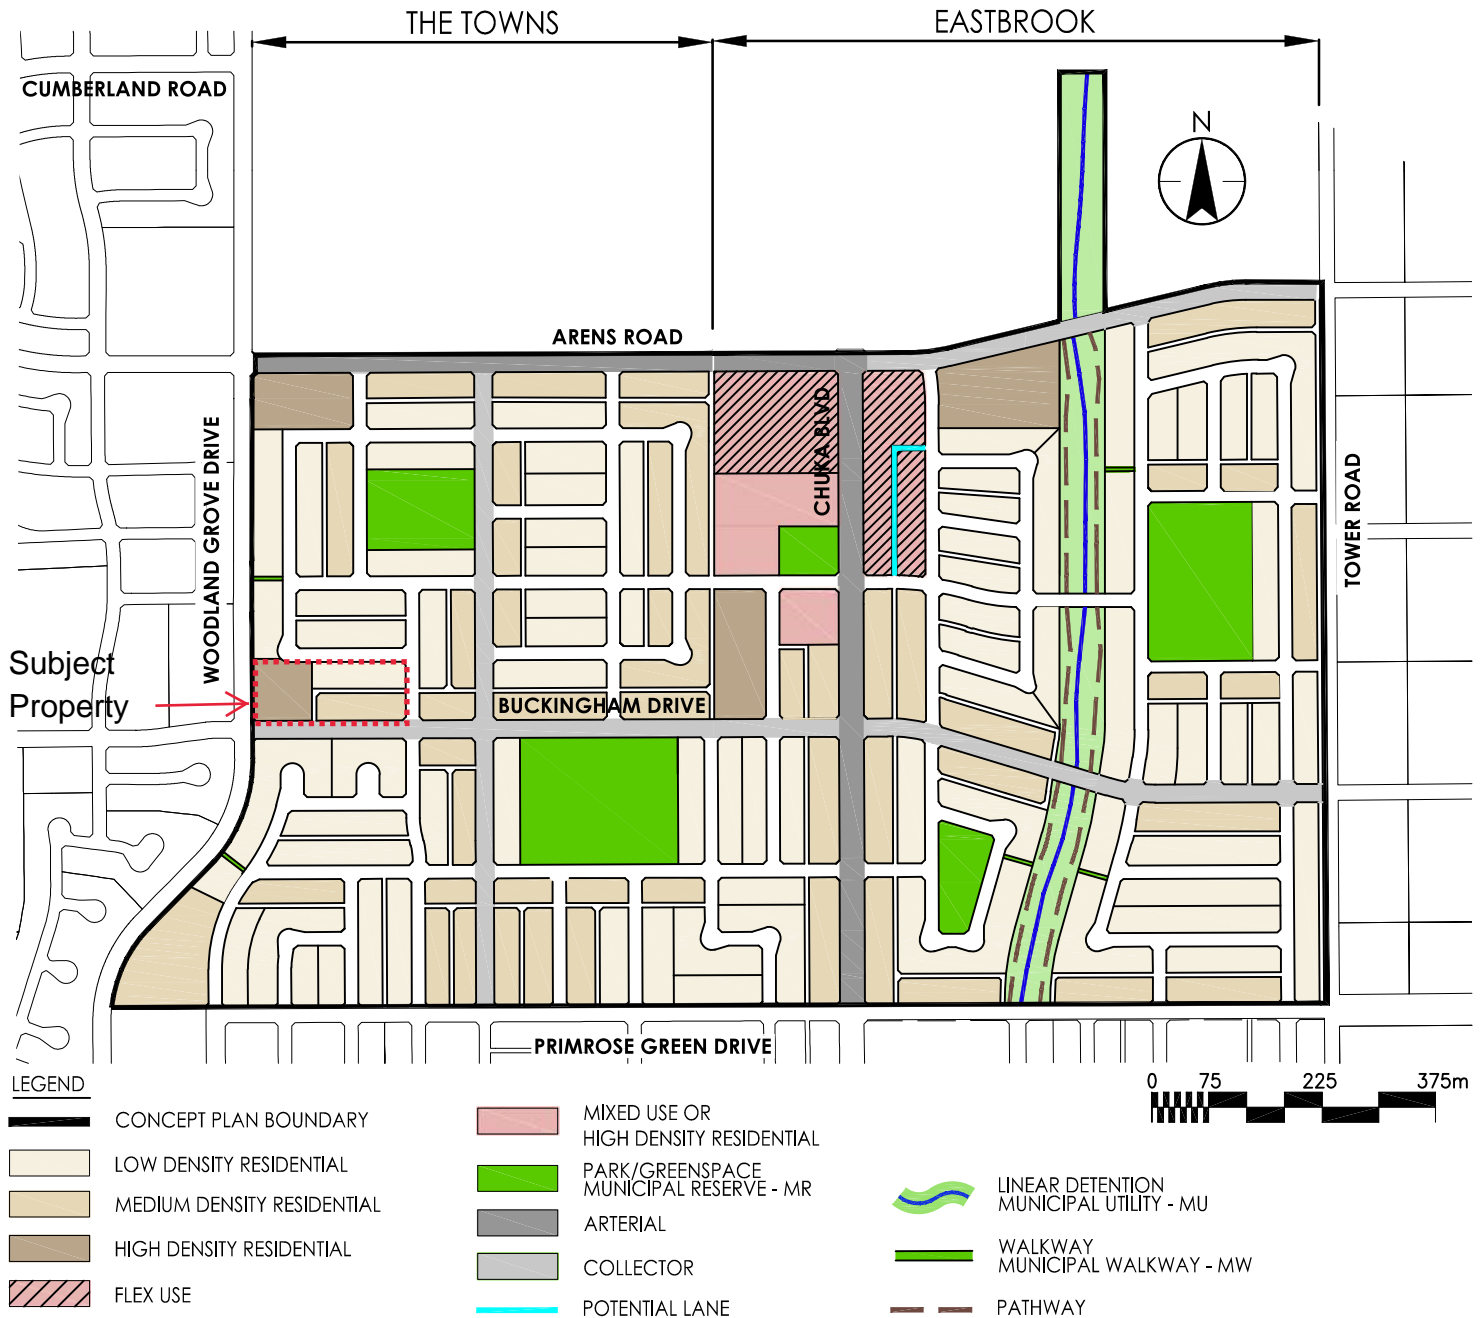 THE TOWNS
EASTBROOK
CUMBERLAND ROAD
N
ARENS ROAD
WOODLAND GROVE DRIVE
CHUKA BLVD
TOWER ROAD
Subject
Property
BUCKINGHAM DRIVE
PRIMROSE GREEN DRIVE
0 75 225 375m
LEGEND
CONCEPT PLAN BOUNDARY
LOW DENSITY RESIDENTIAL
MEDIUM DENSITY RESIDENTIAL
HIGH DENSITY RESIDENTIAL
FLEX USE
MIXED USE OR
HIGH DENSITY RESIDENTIAL
PARK/GREENSPACE
MUNICIPAL RESERVE - MR
ARTERIAL
COLLECTOR
POTENTIAL LANE
LINEAR DETENTION
MUNICIPAL UTILITY - MU
WALKWAY
MUNICIPAL WALKWAY - MW
PATHWAY